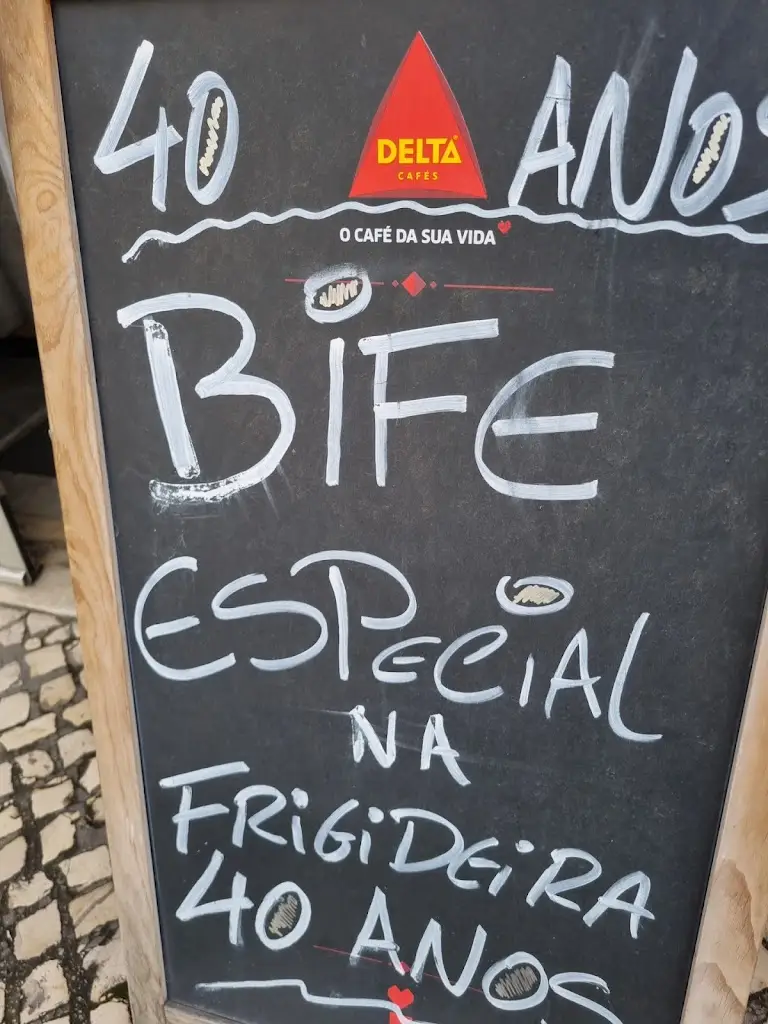 40 ANOS
DELTA
CAFÉS
O CAFÉ DA SUA VIDA
BIFE
ESPECIAL
NA
FRIGIDEIRA
40 ANOS